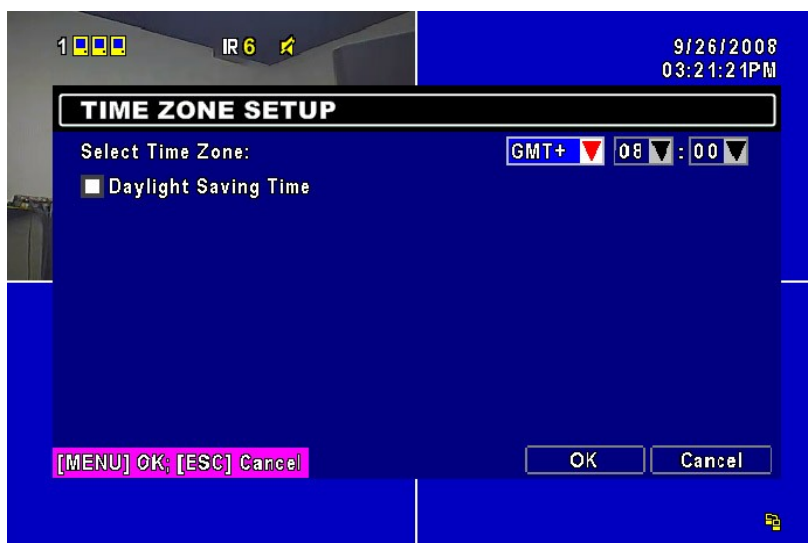 1 IR 6 9/26/2008
03:21:21PM
TIME ZONE SETUP
Select Time Zone: GMT+ 08 : 00
Daylight Saving Time
[MENU] OK; [ESC] Cancel OK Cancel